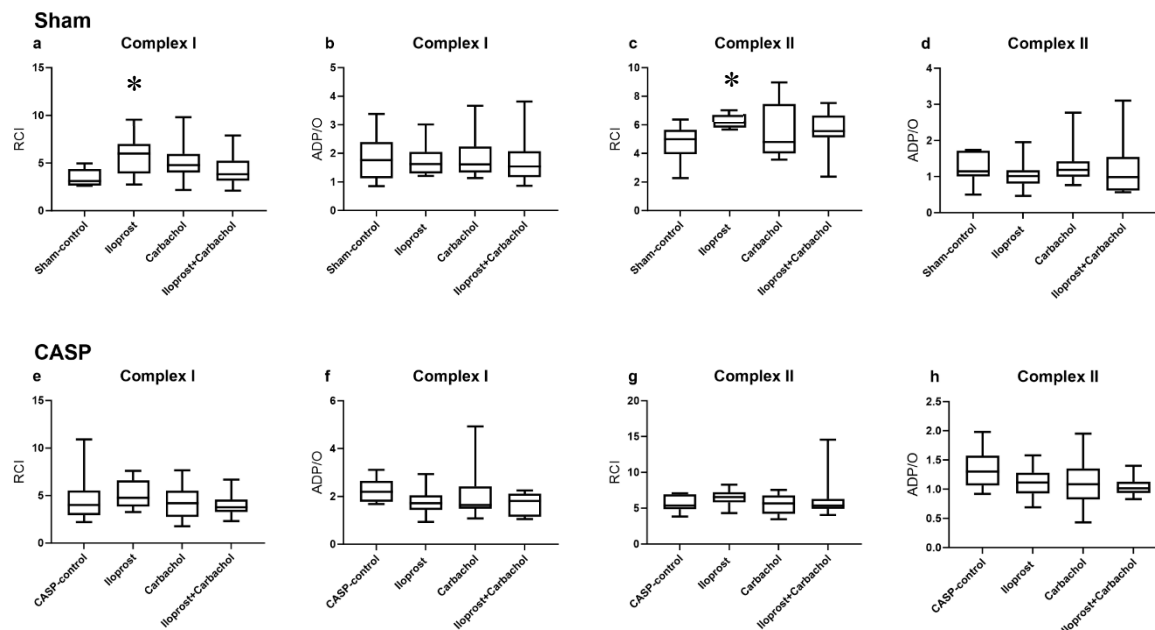 Sham
a Complex I
15
10
5
0
RCI
*
Sham-control
Iloprost
Carbachol
Iloprost+Carbachol
b Complex I
5
4
3
2
1
0
ADP/O
Sham-control
Iloprost
Carbachol
Iloprost+Carbachol
c Complex II
10
8
6
4
2
0
RCI
*
Sham-control
Iloprost
Carbachol
Iloprost+Carbachol
d Complex II
4
3
2
1
0
ADP/O
Sham-control
Iloprost
Carbachol
Iloprost+Carbachol
CASP
e Complex I
15
10
5
0
RCI
CASP-control
Iloprost
Carbachol
Iloprost+Carbachol
f Complex I
6
4
2
0
ADP/O
CASP-control
Iloprost
Carbachol
Iloprost+Carbachol
g Complex II
20
15
10
5
0
RCI
CASP-control
Iloprost
Carbachol
Iloprost+Carbachol
h Complex II
2.5
2.0
1.5
1.0
0.5
0.0
ADP/O
CASP-control
Iloprost
Carbachol
Iloprost+Carbachol